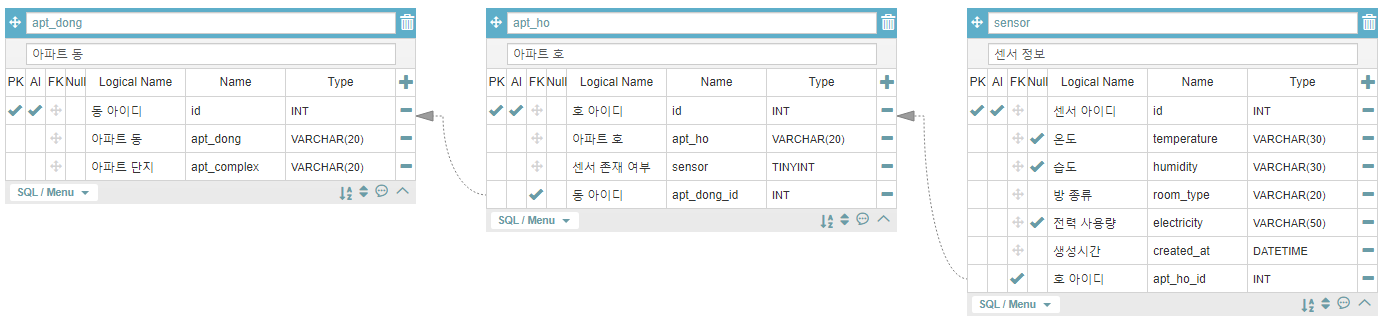 apt_dong
아파트 동
PK AI FK Null Logical Name Name Type
동 아이디 id INT
아파트 동 apt_dong VARCHAR(20)
아파트 단지 apt_complex VARCHAR(20)
SQL / Menu
apt_ho
아파트 호
PK AI FK Null Logical Name Name Type
호 아이디 id INT
아파트 호 apt_ho VARCHAR(20)
센서 존재 여부 sensor TINYINT
동 아이디 apt_dong_id INT
SQL / Menu
sensor
센서 정보
PK AI FK Null Logical Name Name Type
센서 아이디 id INT
온도 temperature VARCHAR(30)
습도 humidity VARCHAR(30)
방 종류 room_type VARCHAR(20)
전력 사용량 electricity VARCHAR(50)
생성시간 created_at DATETIME
호 아이디 apt_ho_id INT
SQL / Menu